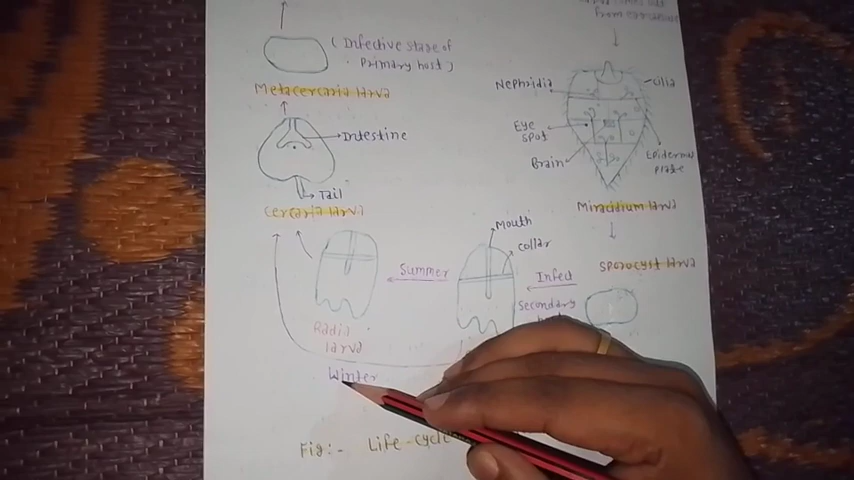 ( Infective stage of
Primary host )
Metacercaria larva
Intestine
Tail
Cercaria larva
Nephridia
cilia
Eye
spot
Brain
Epidermal
plate
Miracidium larva
Sporocyst larva
Mouth
collar
Infect
Secondary
Summer
Radia
larva
Winter
Fig:- Life-cycle